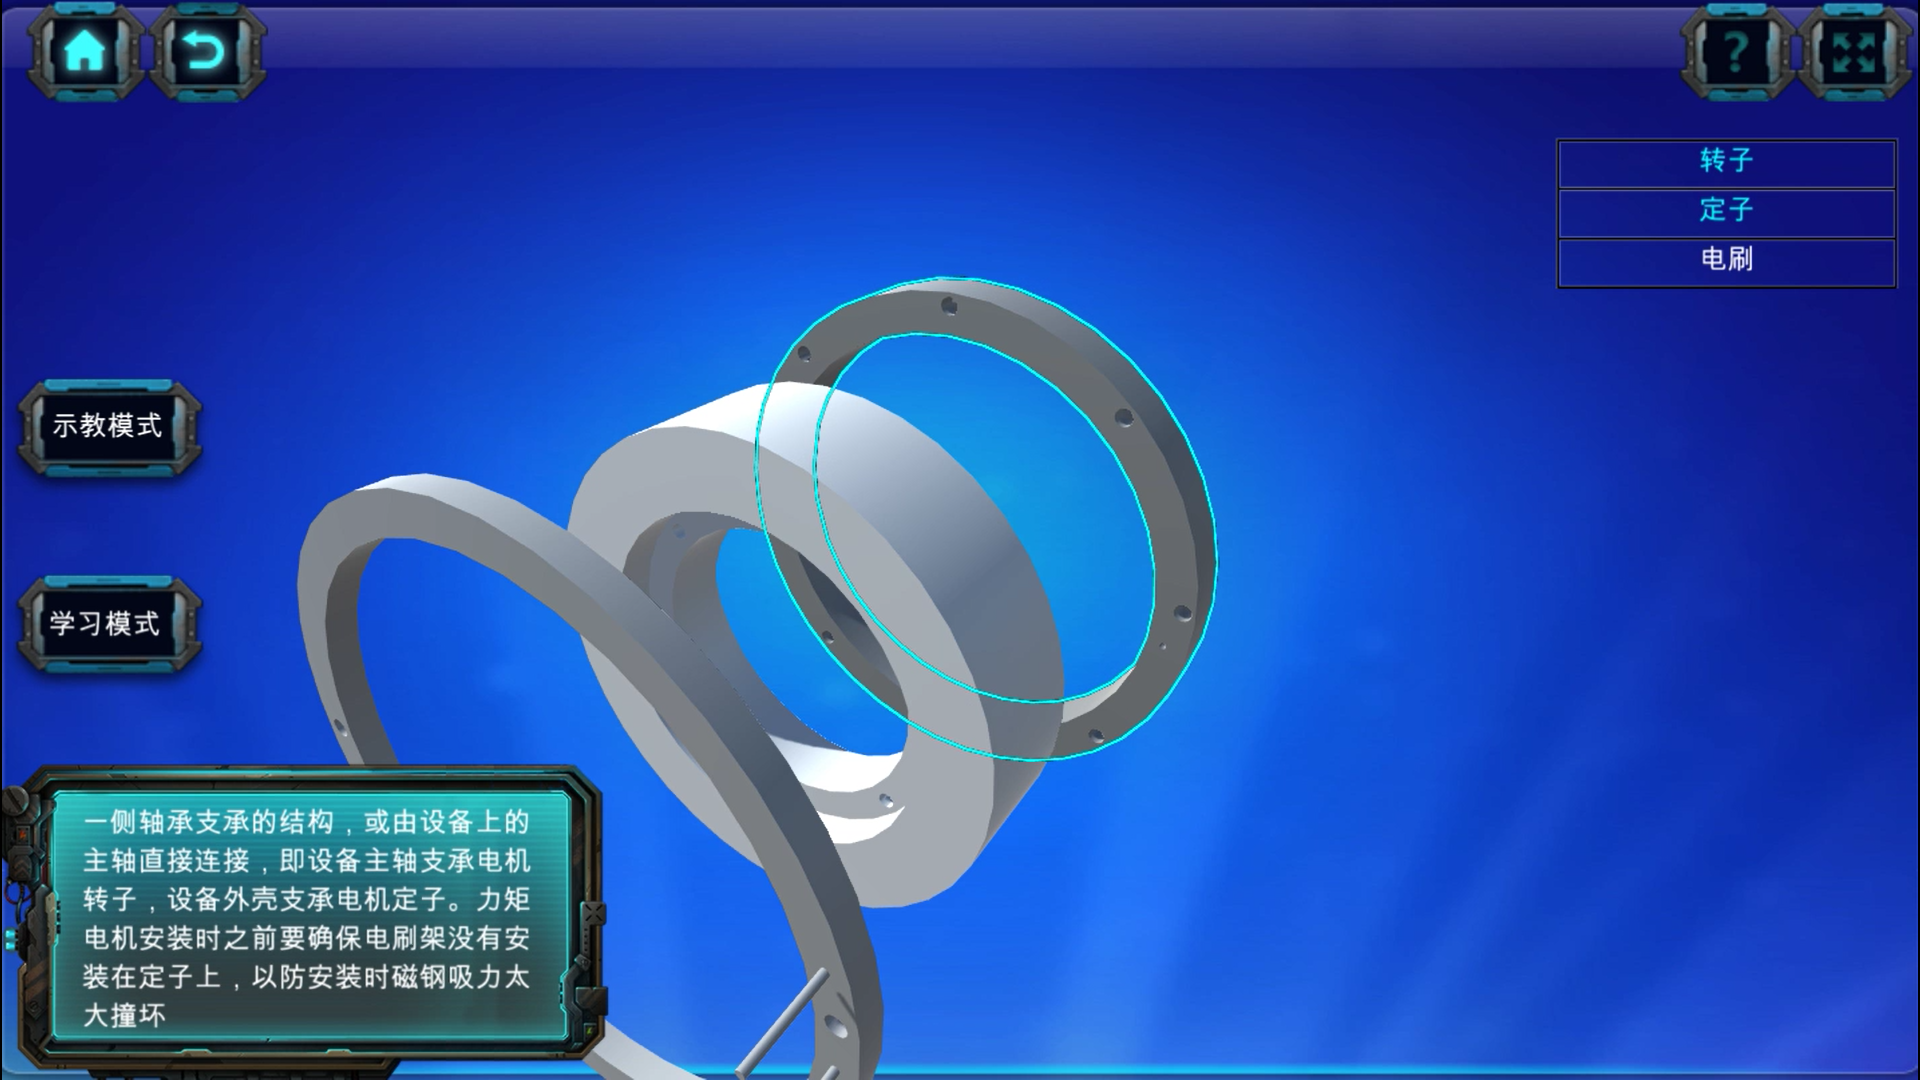 转子
定子
电刷
示教模式
学习模式
一侧轴承支承的结构，或由设备上的
主轴直接连接，即设备主轴支承电机
转子，设备外壳支承电机定子。力矩
电机安装时之前要确保电刷架没有安
装在定子上，以防安装时磁钢吸力太
大撞坏